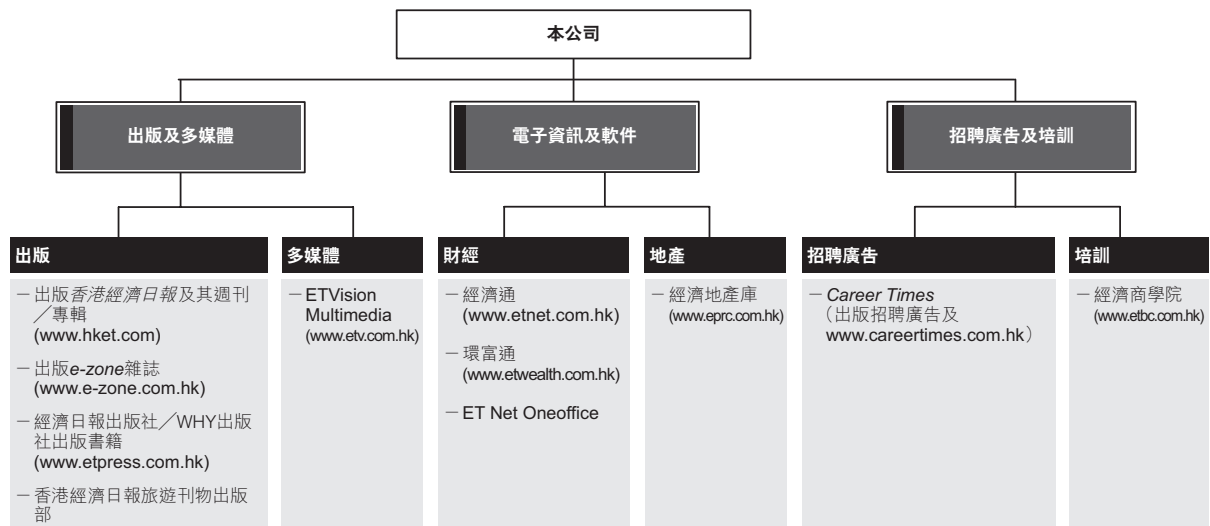 本公司
出版及多媒體
電子資訊及軟件
招聘廣告及培訓
出版
－出版香港經濟日報及其週刊
／專輯
(www.hket.com)
－出版e-zone雜誌
(www.e-zone.com.hk)
－經濟日報出版社／WHY出版
社出版書籍
(www.etpress.com.hk)
－香港經濟日報旅遊刊物出版
部
多媒體
－ETVision
Multimedia
(www.etv.com.hk)
財經
－經濟通
(www.etnet.com.hk)
－環富通
(www.etwealth.com.hk)
－ET Net Oneoffice
地產
－經濟地產庫
(www.eprc.com.hk)
招聘廣告
－Career Times
（出版招聘廣告及
www.careertimes.com.hk）
培訓
－經濟商學院
(www.etbc.com.hk)